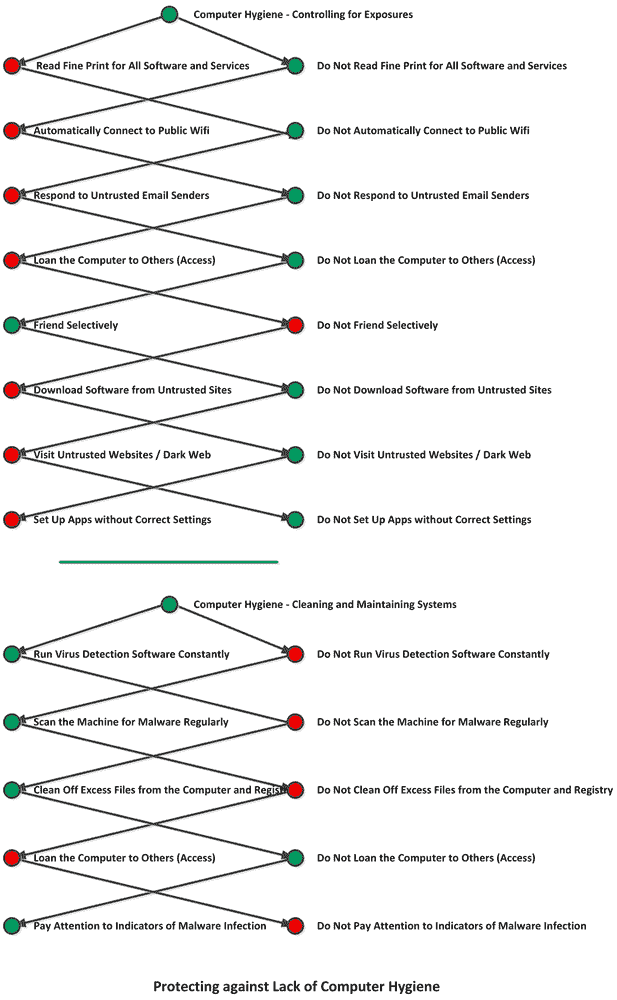 Computer Hygiene - Controlling for Exposures
Read Fine Print for All Software and Services
Do Not Read Fine Print for All Software and Services
Automatically Connect to Public Wifi
Do Not Automatically Connect to Public Wifi
Respond to Untrusted Email Senders
Do Not Respond to Untrusted Email Senders
Loan the Computer to Others (Access)
Do Not Loan the Computer to Others (Access)
Friend Selectively
Do Not Friend Selectively
Download Software from Untrusted Sites
Do Not Download Software from Untrusted Sites
Visit Untrusted Websites / Dark Web
Do Not Visit Untrusted Websites / Dark Web
Set Up Apps without Correct Settings
Do Not Set Up Apps without Correct Settings
Computer Hygiene - Cleaning and Maintaining Systems
Run Virus Detection Software Constantly
Do Not Run Virus Detection Software Constantly
Scan the Machine for Malware Regularly
Do Not Scan the Machine for Malware Regularly
Clean Off Excess Files from the Computer and
Do Not Clean Off Excess Files from the Computer and Registry
Loan the Computer to Others (Access)
Do Not Loan the Computer to Others (Access)
Pay Attention to Indicators of Malware Infection
Do Not Pay Attention to Indicators of Malware Infection
Protecting against Lack of Computer Hygiene